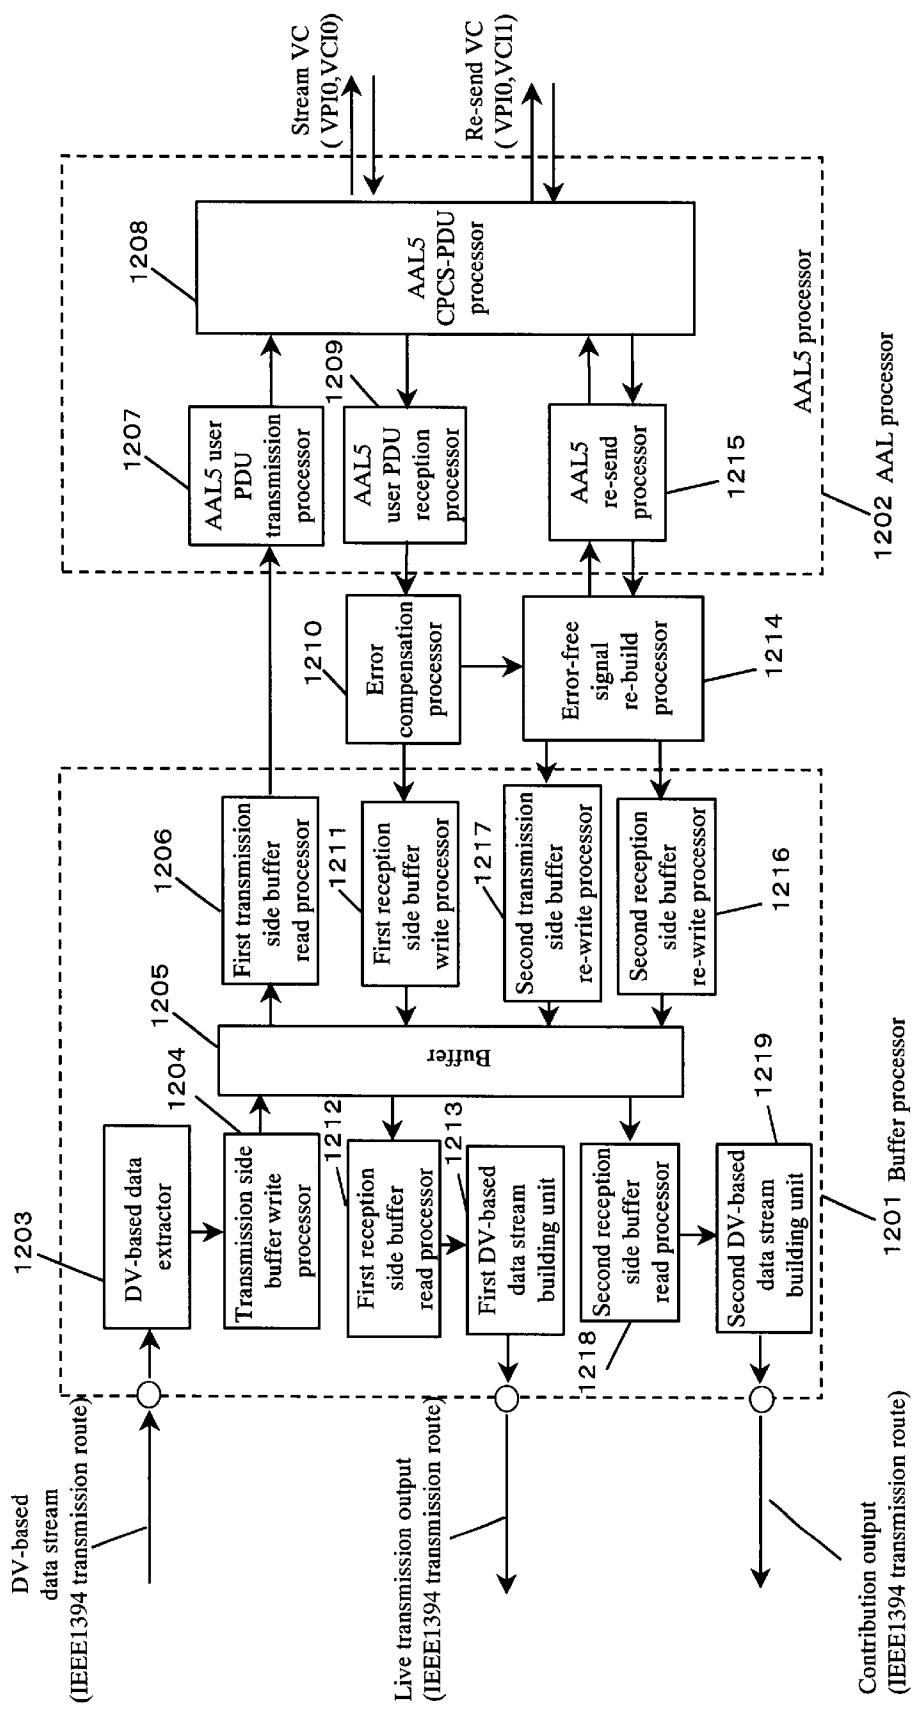 DV-based
data stream
(IEEE1394 transmission route)
Live transmission output
(IEEE1394 transmission route)
Contribution output
(IEEE1394 transmission route)
1203
DV-based data
extractor
Transmission side
buffer write
processor
1204
1212
First reception
side buffer
read processor
1213
First DV-based
data stream
building unit
1218
Second reception
side buffer
read processor
1219
Second DV-based
data stream
building unit
1205
Buffer
1206
First transmission
side buffer
read processor
1211
First reception
side buffer
write processor
1217
Second transmission
side buffer
re-write processor
1216
Second reception
side buffer
re-write processor
1201 Buffer processor
1210
Error
compensation
processor
1214
Error-free
signal
re-build
processor
1207
AAL5 user
PDU
transmission
processor
1209
AAL5
user PDU
reception
processor
1215
AAL5
re-send
processor
1208
AAL5
CPCS-PDU
processor
AAL5 processor
1202 AAL processor
Stream VC
( VPI0,VCI0)
Re-send VC
(VPI0,VCI1)